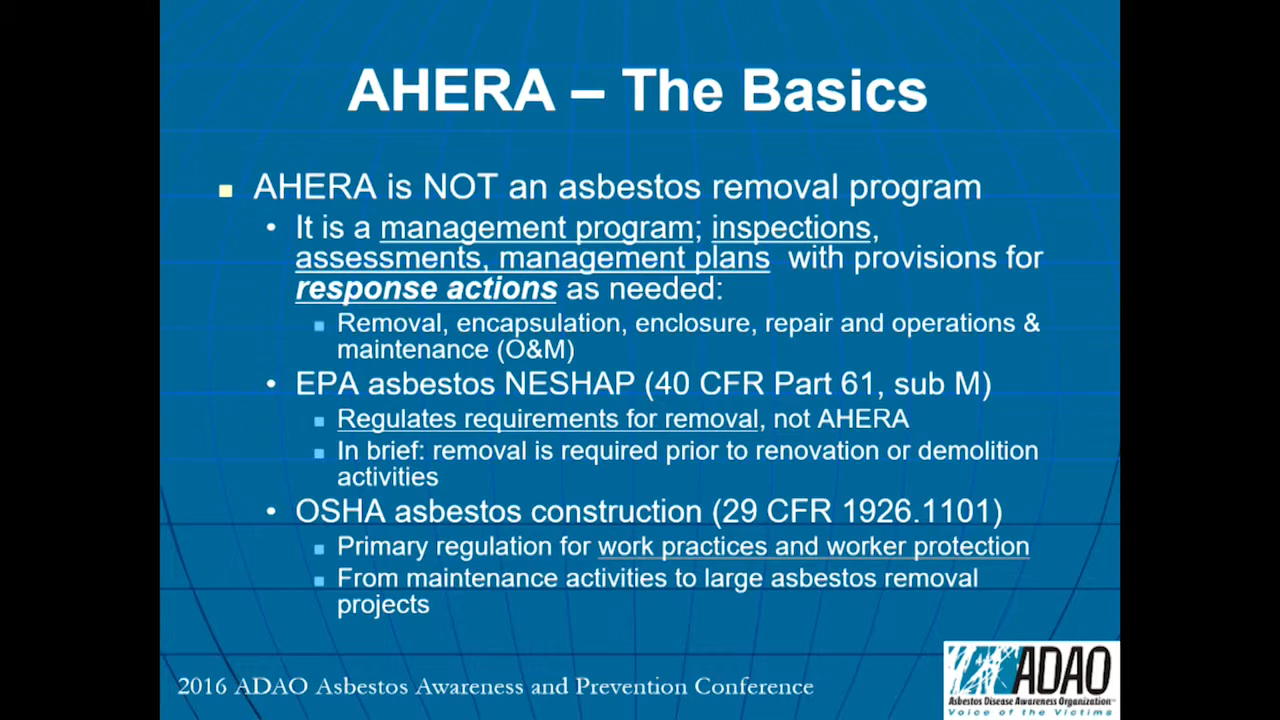 AHERA – The Basics
AHERA is NOT an asbestos removal program
It is a management program; inspections,
assessments, management plans with provisions for
response actions as needed:
Removal, encapsulation, enclosure, repair and operations &
maintenance (O&M)
EPA asbestos NESHAP (40 CFR Part 61, sub M)
Regulates requirements for removal, not AHERA
In brief: removal is required prior to renovation or demolition
activities
OSHA asbestos construction (29 CFR 1926.1101)
Primary regulation for work practices and worker protection
From maintenance activities to large asbestos removal
projects
2016 ADAO Asbestos Awareness and Prevention Conference
ADAO
Asbestos Disease Awareness Organization
Voice of the Victims